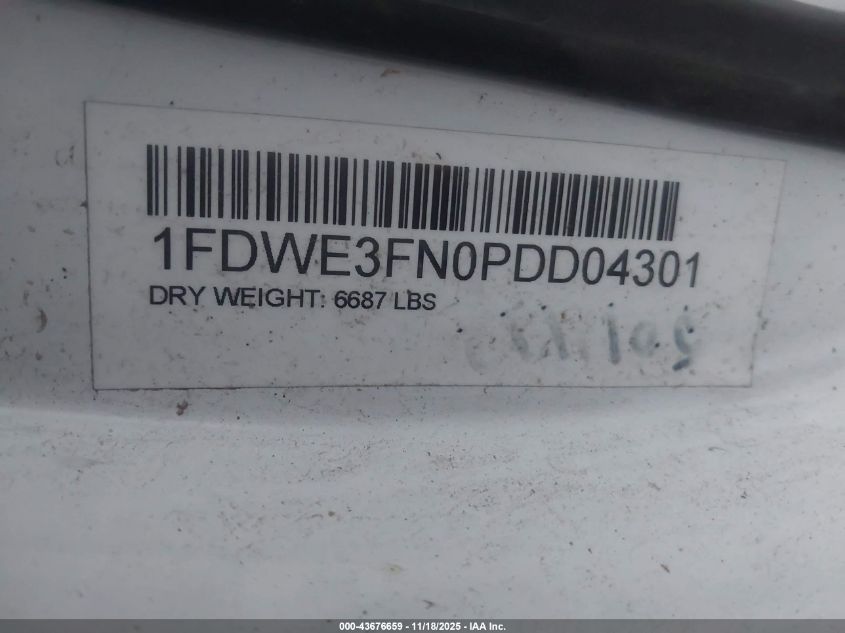 1FDWE3FN0PDD04301
DRY WEIGHT: 6687 LBS
000-43676659 - 11/18/2025 - IAA Inc.